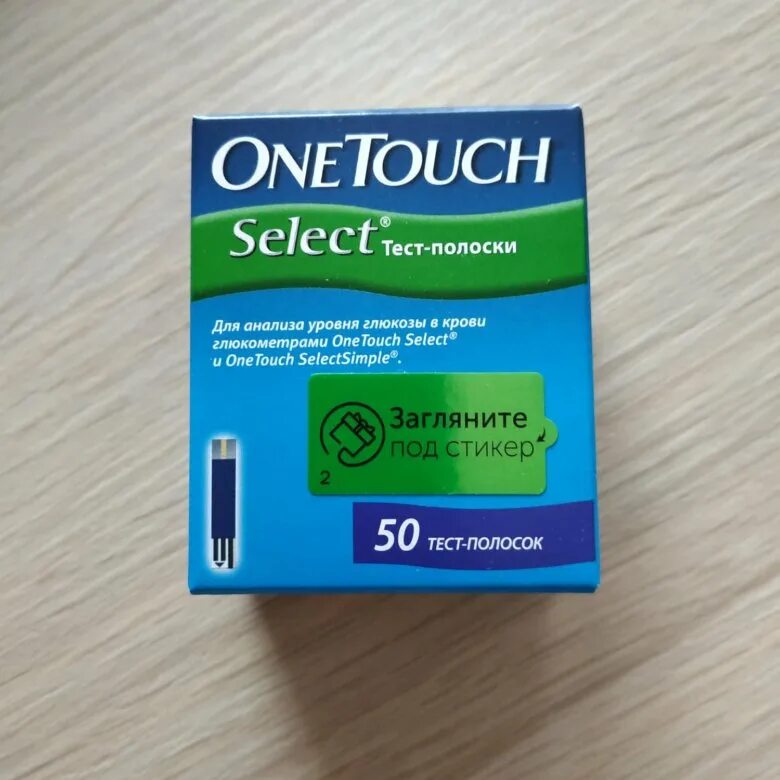 ONETOUCH
Select® Тест-полоски
Для анализа уровня глюкозы в крови
глюкометрами OneTouch Select®
и OneTouch SelectSimple®.
Загляните
под стикер
2
50 ТЕСТ-ПОЛОСОК